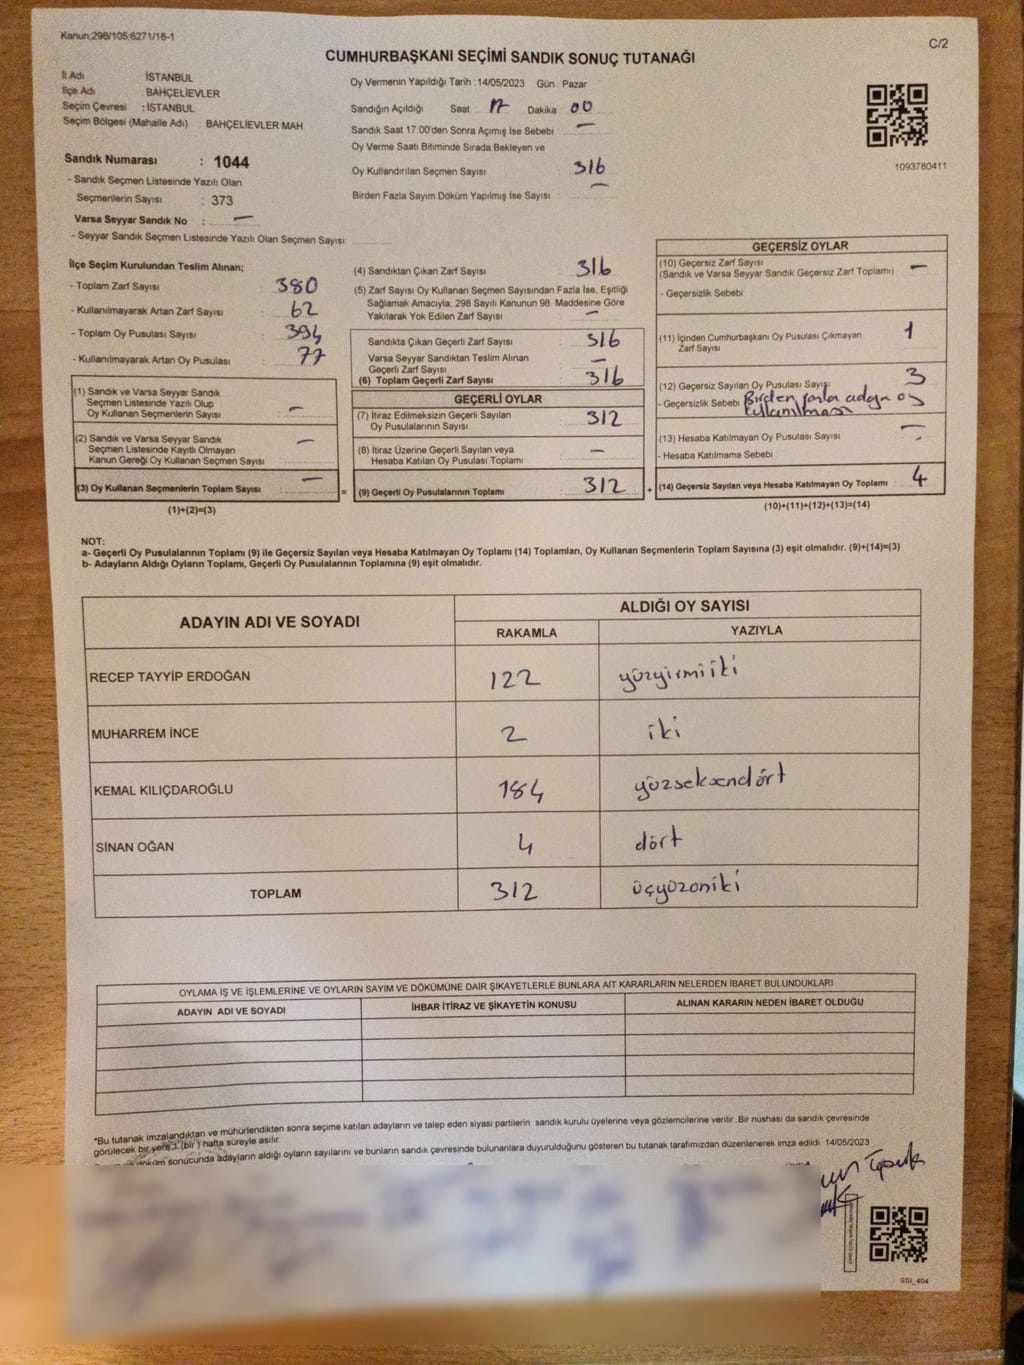 Kanun;298/105;6271/16-1
C/2
CUMHURBAŞKANI SEÇİMİ SANDIK SONUÇ TUTANAĞI
İl Adı İSTANBUL
İlçe Adı : BAHÇELİEVLER
Seçim Çevresi : İSTANBUL
Seçim Bölgesi (Mahalle Adı) : BAHÇELİEVLER MAH
Sandık Numarası : 1044
- Sandık Seçmen Listesinde Yazılı Olan
Seçmenlerin Sayısı : 373
Varsa Seyyar Sandık No : —
- Seyyar Sandık Seçmen Listesinde Yazılı Olan Seçmen Sayısı:
Oy Vermenin Yapıldığı Tarih : 14/05/2023 Gün : Pazar
Sandığın Açıldığı Saat 17 Dakika 00
Sandık Saat 17:00'den Sonra Açımış İse Sebebi : —
Oy Verme Saati Bitiminde Sırada Bekleyen ve
Oy Kullandırılan Seçmen Sayısı 316
Birden Fazla Sayım Döküm Yapılmış İse Sayısı : —
1093780411
İlçe Seçim Kurulundan Teslim Alınan;
- Toplam Zarf Sayısı : 380
- Kullanılmayarak Artan Zarf Sayısı : 62
- Toplam Oy Pusulası Sayısı : 394
- Kullanılmayarak Artan Oy Pusulası : 77
(1) Sandık ve Varsa Seyyar Sandık
Seçmen Listesinde Yazılı Olup
Oy Kullanan Seçmenlerin Sayısı : —
(2) Sandık ve Varsa Seyyar Sandık
Seçmen Listesinde Kayıtlı Olmayan
Kanun Gereği Oy Kullanan Seçmen Sayısı : —
(3) Oy Kullanan Seçmenlerin Toplam Sayısı : —
(1)+(2)=(3)
(4) Sandıktan Çıkan Zarf Sayısı : 316
(5) Zarf Sayısı Oy Kullanan Seçmen Sayısından Fazla İse, Eşitliği
Sağlamak Amacıyla, 298 Sayılı Kanunun 98. Maddesine Göre
Yakılarak Yok Edilen Zarf Sayısı : —
Sandıkta Çıkan Geçerli Zarf Sayısı : 316
Varsa Seyyar Sandıktan Teslim Alınan
Geçerli Zarf Sayısı : —
(6) Toplam Geçerli Zarf Sayısı : 316
GEÇERLİ OYLAR
(7) İtiraz Edilmeksizin Geçerli Sayılan
Oy Pusulalarının Sayısı : 312
(8) İtiraz Üzerine Geçerli Sayılan veya
Hesaba Katılan Oy Pusulası Toplamı : —
= (9) Geçerli Oy Pusulalarının Toplamı : 312
GEÇERSİZ OYLAR
(10) Geçersiz Zarf Sayısı
(Sandık ve Varsa Seyyar Sandık Geçersiz Zarf Toplamı) : —
- Geçersizlik Sebebi
(11) İçinden Cumhurbaşkanı Oy Pusulası Çıkmayan
Zarf Sayısı : 1
(12) Geçersiz Sayılan Oy Pusulası Sayısı 3
- Geçersizlik Sebebi Birden fazla adaya oy
kullanılması
(13) Hesaba Katılmayan Oy Pusulası Sayısı : —
- Hesaba Katılmama Sebebi
+ (14) Geçersiz Sayılan veya Hesaba Katılmayan Oy Toplamı : 4
(10)+(11)+(12)+(13)=(14)
NOT:
a- Geçerli Oy Pusulalarının Toplamı (9) ile Geçersiz Sayılan veya Hesaba Katılmayan Oy Toplamı (14) Toplamları, Oy Kullanan Seçmenlerin Toplam Sayısına (3) eşit olmalıdır. (9)+(14)=(3)
b- Adayların Aldığı Oyların Toplamı, Geçerli Oy Pusulalarının Toplamına (9) eşit olmalıdır.
ADAYIN ADI VE SOYADI
ALDIĞI OY SAYISI
RAKAMLA YAZIYLA
RECEP TAYYİP ERDOĞAN 122 yüzyirmiiki
MUHARREM İNCE 2 iki
KEMAL KILIÇDAROĞLU 184 yüzseksendört
SİNAN OĞAN 4 dört
TOPLAM 312 üçyüzoniki
OYLAMA İŞ VE İŞLEMLERİNE VE OYLARIN SAYIM VE DÖKÜMÜNE DAİR ŞİKAYETLERLE BUNLARA AİT KARARLARIN NELERDEN İBARET BULUNDUKLARI
ADAYIN ADI VE SOYADI İHBAR İTİRAZ VE ŞİKAYETİN KONUSU ALINAN KARARIN NEDEN İBARET OLDUĞU
*Bu tutanak imzalandıktan ve mühürlendikten sonra seçime katılan adayların ve talep eden siyasi partilerin sandık kurulu üyelerine veya gözlemcilerine verilir. Bir nüshası da sandık çevresinde
görülecek bir yere 1 (bir ) hafta süreyle asılır.
sonucunda adayların aldığı oyların sayılarını ve bunların sandık çevresinde bulunanlara duyurulduğunu gösteren bu tutanak tarafımızdan düzenlenerek imza edildi. 14/05/2023
SSI_404